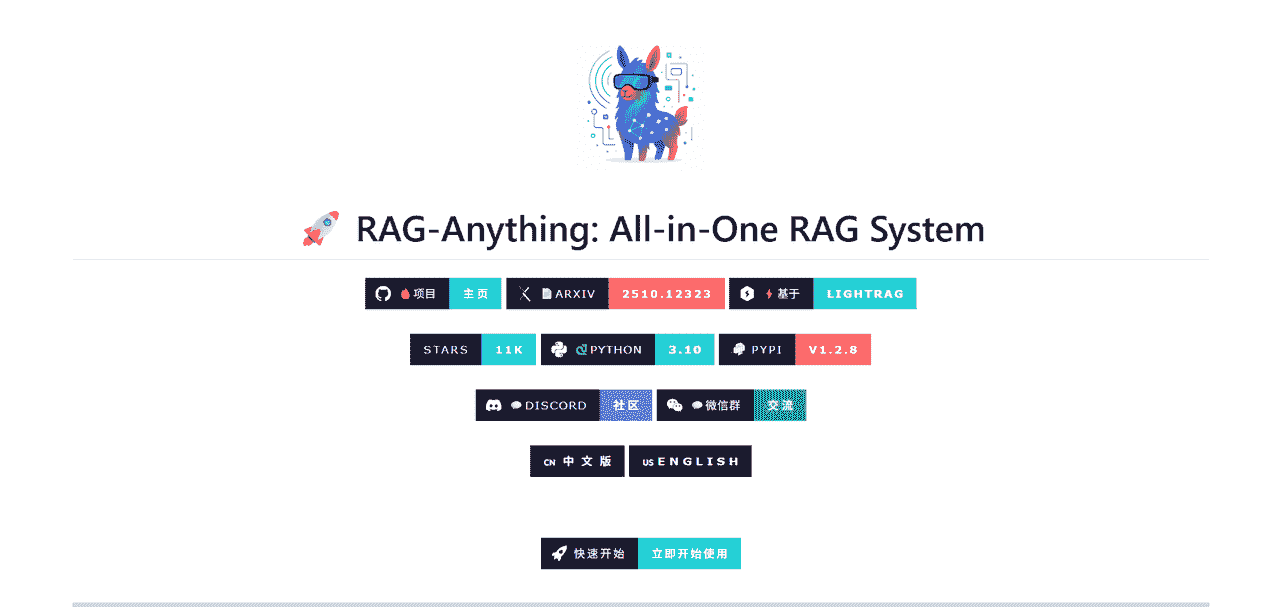 RAG-Anything: All-in-One RAG System
项目 主页 ARXIV 2510.12323 基于 LIGHTRAG
STARS 11K PYTHON 3.10 PYPI V1.2.8
DISCORD 社区 微信群 交流
CN 中文版 US ENGLISH
快速开始 立即开始使用